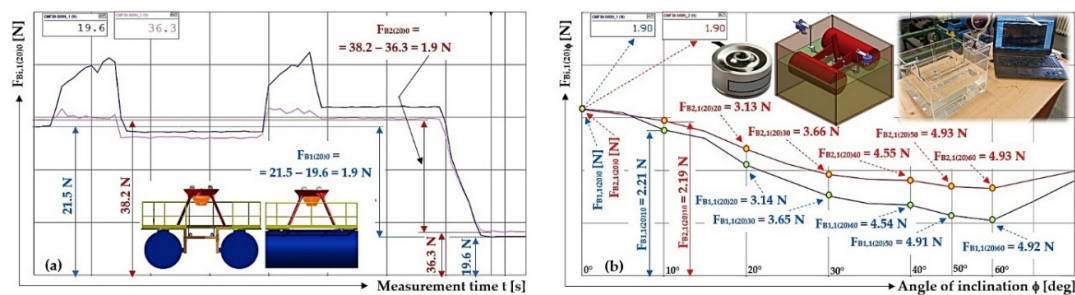 19.6
36.3
F_Bi,1(20)0 [N]
F_B2(20)0 =
= 38.2 – 36.3 = 1.9 N
F_B1(20)0 =
= 21.5 – 19.6 = 1.9 N
21.5 N
38.2 N
36.3 N
19.6 N
(a)
Measurement time t [s]
1.90
1.90
F_Bi,1(20)ϕ [N]
F_B2,1(20)20 = 3.13 N
F_B2,1(20)30 = 3.66 N
F_B2,1(20)40 = 4.55 N
F_B2,1(20)50 = 4.93 N
F_B2,1(20)60 = 4.93 N
F_B1,1(20)0 [N]
F_B2,1(20)0 [N]
F_B1,1(20)10 = 2.21 N
F_B2,1(20)10 = 2.19 N
F_B1,1(20)20 = 3.14 N
F_B1,1(20)30 = 3.65 N
F_B1,1(20)40 = 4.54 N
F_B1,1(20)50 = 4.91 N
F_B1,1(20)60 = 4.92 N
(b)
0° 10° 20° 30° 40° 50° 60°
Angle of inclination ϕ [deg]